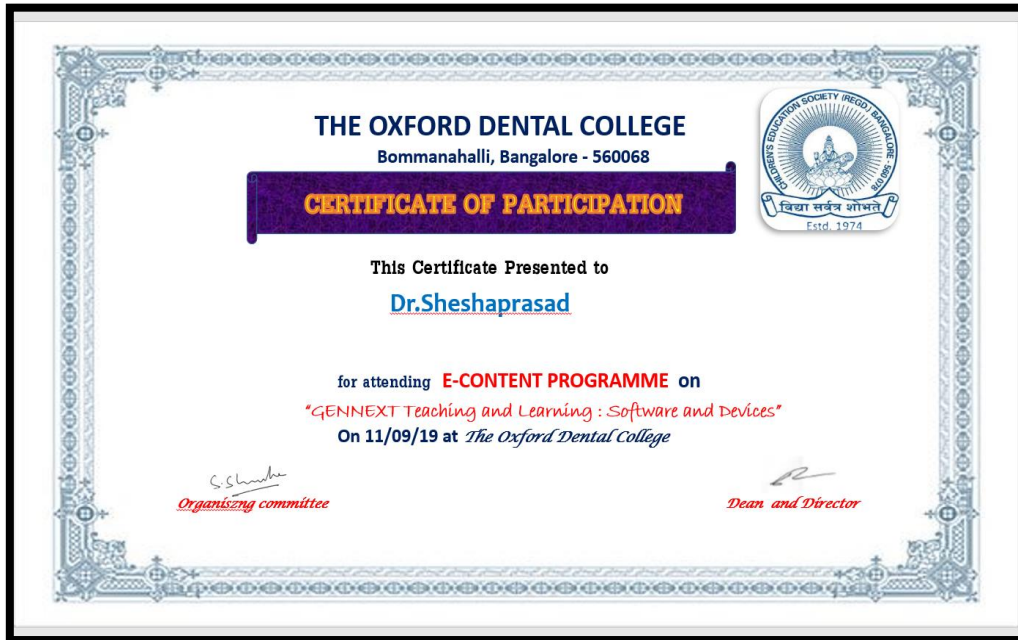 THE OXFORD DENTAL COLLEGE
Bommanahalli, Bangalore - 560068
CHILDREN'S EDUCATION SOCIETY (REGD.) BANGALORE - 560 078
विद्या सर्वत्र शोभते
Estd. 1974
CERTIFICATE OF PARTICIPATION
This Certificate Presented to
Dr.Sheshaprasad
for attending E-CONTENT PROGRAMME on
"GENNEXT Teaching and Learning : Software and Devices"
On 11/09/19 at The Oxford Dental College
Organiszng committee
Dean and Director